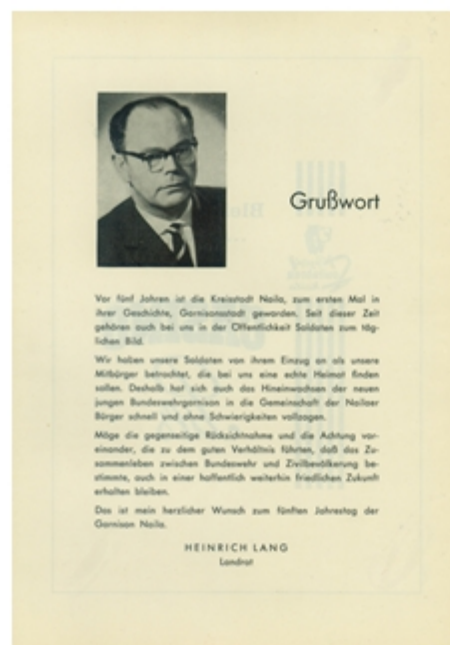 Grußwort
Vor fünf Jahren ist die Kreisstadt Naila, zum ersten Mal in
ihrer Geschichte, Garnisonsstadt geworden. Seit dieser Zeit
gehören auch bei uns in der Offentlichkeit Soldaten zum täg-
lichen Bild.
Wir haben unsere Soldaten von ihrem Einzug an als unsere
Mitbürger betrachtet, die bei uns eine echte Heimat finden
sollen. Deshalb hat sich auch das Hineinwachsen der neuen
jungen Bundeswehrgarnison in die Gemeinschaft der Nailaer
Bürger schnell und ohne Schwierigkeiten vollzogen.
Möge die gegenseitige Rücksichtnahme und die Achtung vor-
einander, die zu dem guten Verhältnis führten, daß das Zu-
sammenleben zwischen Bundeswehr und Zivilbevölkerung be-
stimmte, auch in einer hoffentlich weiterhin friedlichen Zukunft
erhalten bleiben.
Das ist mein herzlicher Wunsch zum fünften Jahrestag der
Garnison Naila.
HEINRICH LANG
Landrat